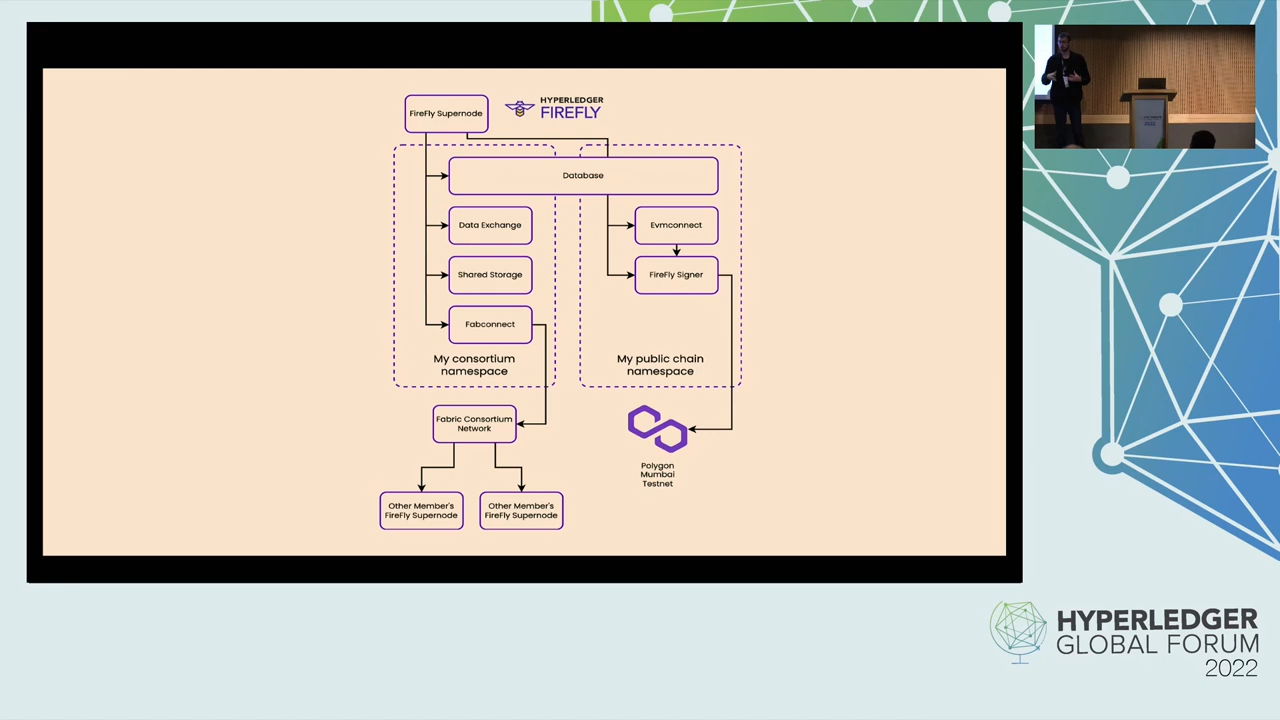 FireFly Supernode
HYPERLEDGER
FIREFLY
Database
Data Exchange
Evmconnect
Shared Storage
FireFly Signer
Fabconnect
My consortium
namespace
My public chain
namespace
Fabric Consortium
Network
Polygon
Mumbai
Testnet
Other Member's
FireFly Supernode
Other Member's
FireFly Supernode
HYPERLEDGER
GLOBAL FORUM
2022